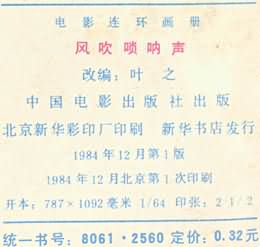 电影连环画册
风吹唢呐声
改编：叶之
中国电影出版社出版
北京新华彩印厂印刷 新华书店发行
1984年12月第1版
1984年12月北京第1次印刷
开本：787×1092毫米 1/64 印张：2 1/2
统一书号：8061·2560 定价：0.32元